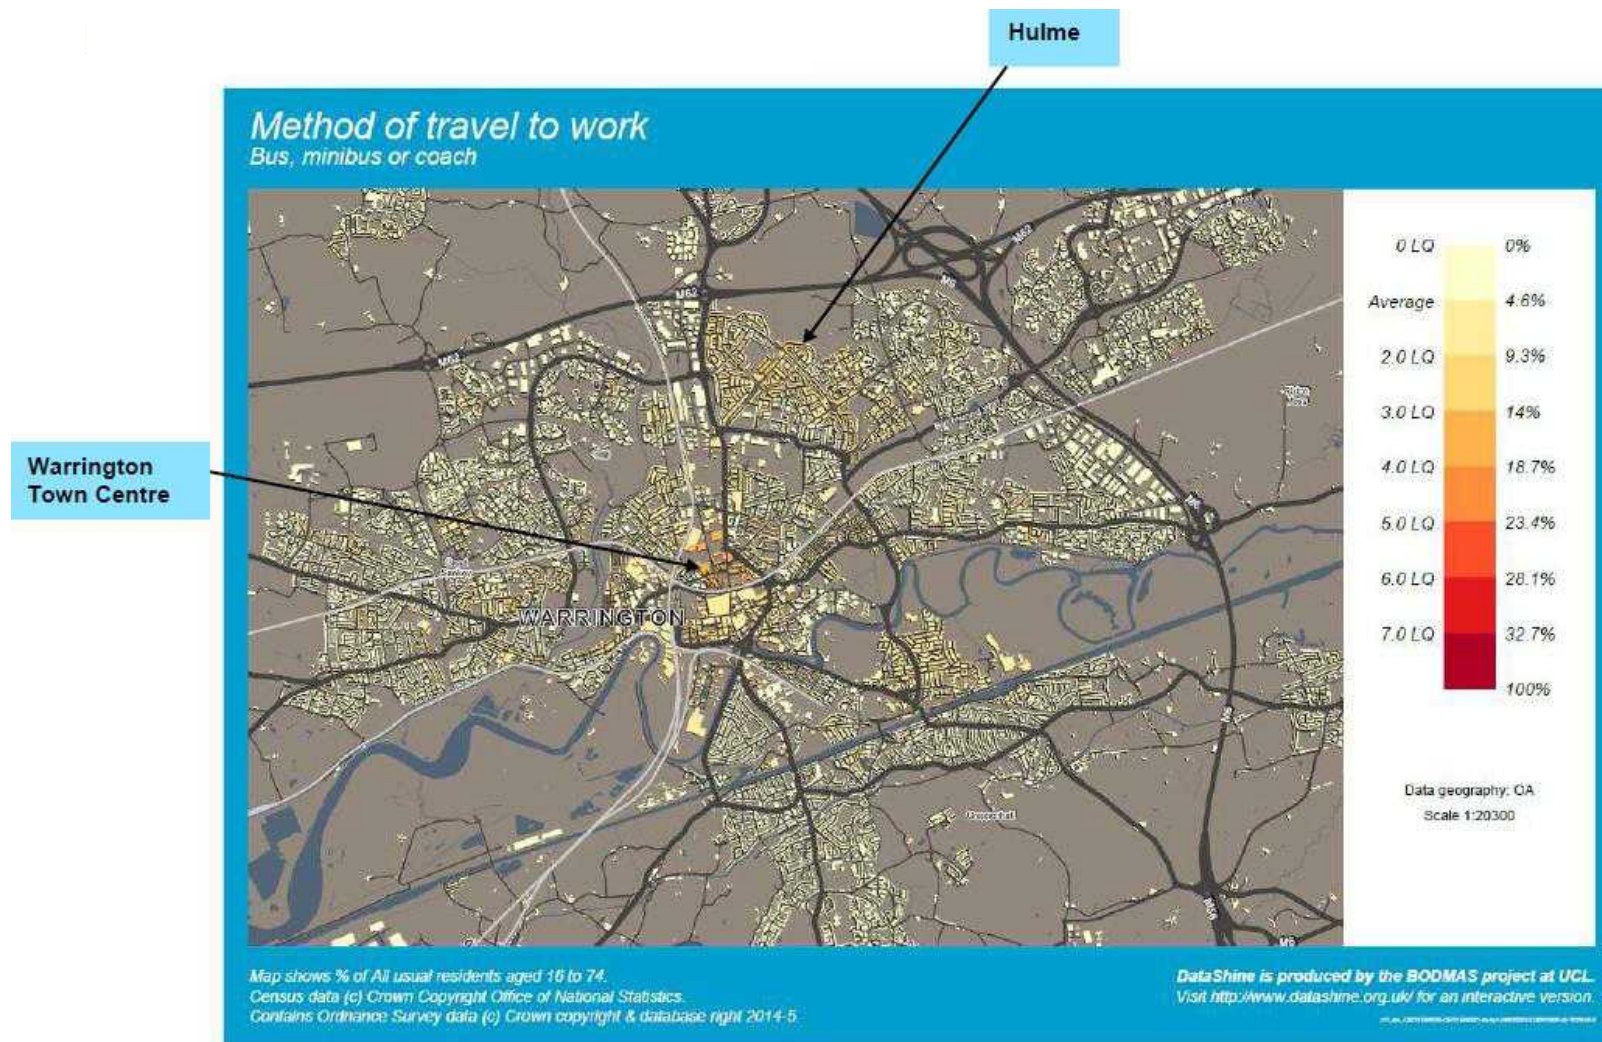 Hulme
Method of travel to work
Bus, minibus or coach
M62
M62
M62
M6
0 LQ 0%
Average 4.6%
2.0 LQ 9.3%
3.0 LQ 14%
4.0 LQ 18.7%
5.0 LQ 23.4%
6.0 LQ 28.1%
7.0 LQ 32.7%
100%
Warrington
Town Centre
WARRINGTON
M6
Data geography: OA
Scale 1:20300
Map shows % of All usual residents aged 16 to 74.
Census data (c) Crown Copyright Office of National Statistics.
Contains Ordnance Survey data (c) Crown copyright & database right 2014-5.
DataShine is produced by the BODMAS project at UCL.
Visit http://www.datashine.org.uk/ for an interactive version.